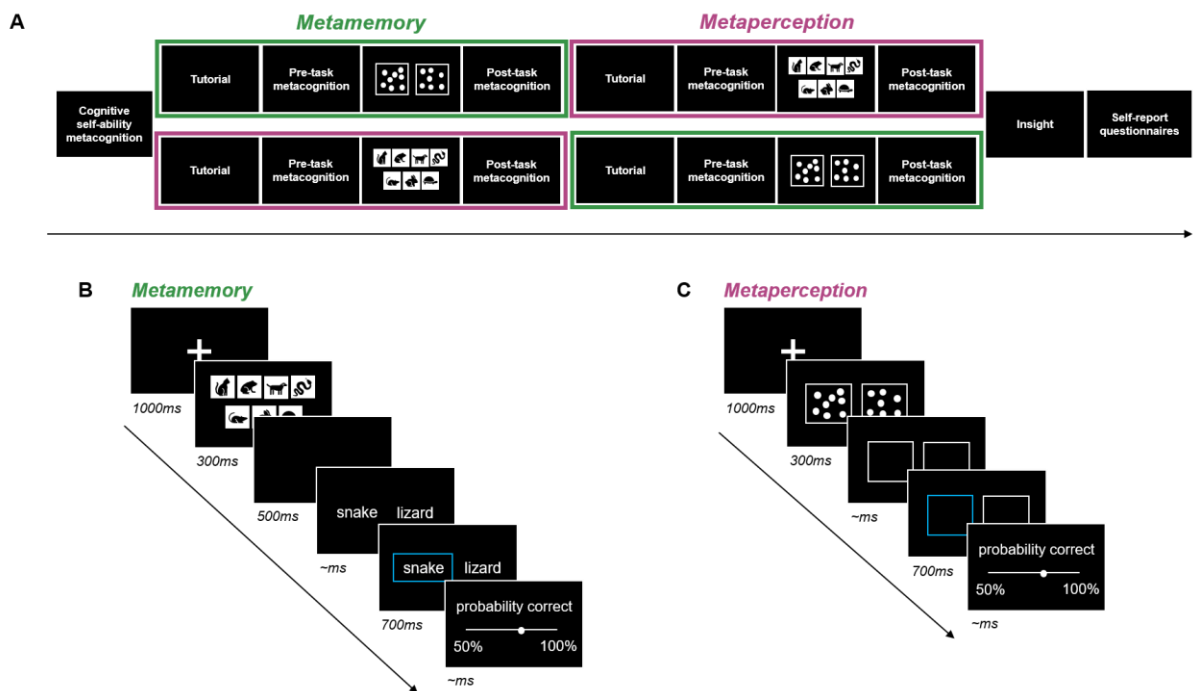 A
Metamemory
Metaperception
Cognitive
self-ability
metacognition
Tutorial
Pre-task
metacognition
Post-task
metacognition
Tutorial
Pre-task
metacognition
Post-task
metacognition
Tutorial
Pre-task
metacognition
Post-task
metacognition
Tutorial
Pre-task
metacognition
Post-task
metacognition
Insight
Self-report
questionnaires
B
Metamemory
1000ms
300ms
500ms
snake lizard
~ms
snake lizard
700ms
probability correct
50% 100%
~ms
C
Metaperception
1000ms
300ms
~ms
700ms
probability correct
50% 100%
~ms